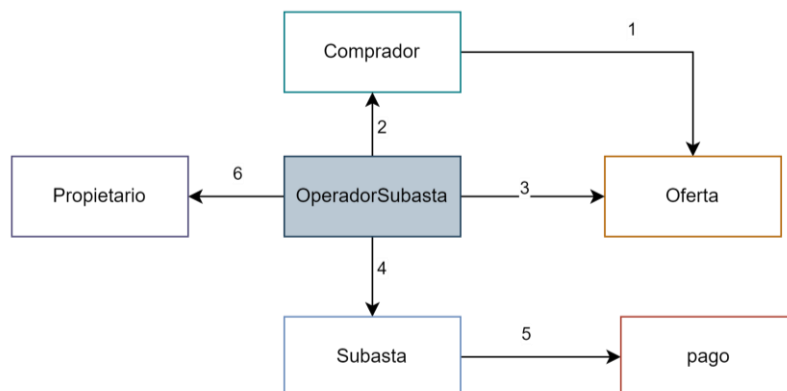 1
Comprador
2
6
3
Propietario
OperadorSubasta
Oferta
4
5
Subasta
pago